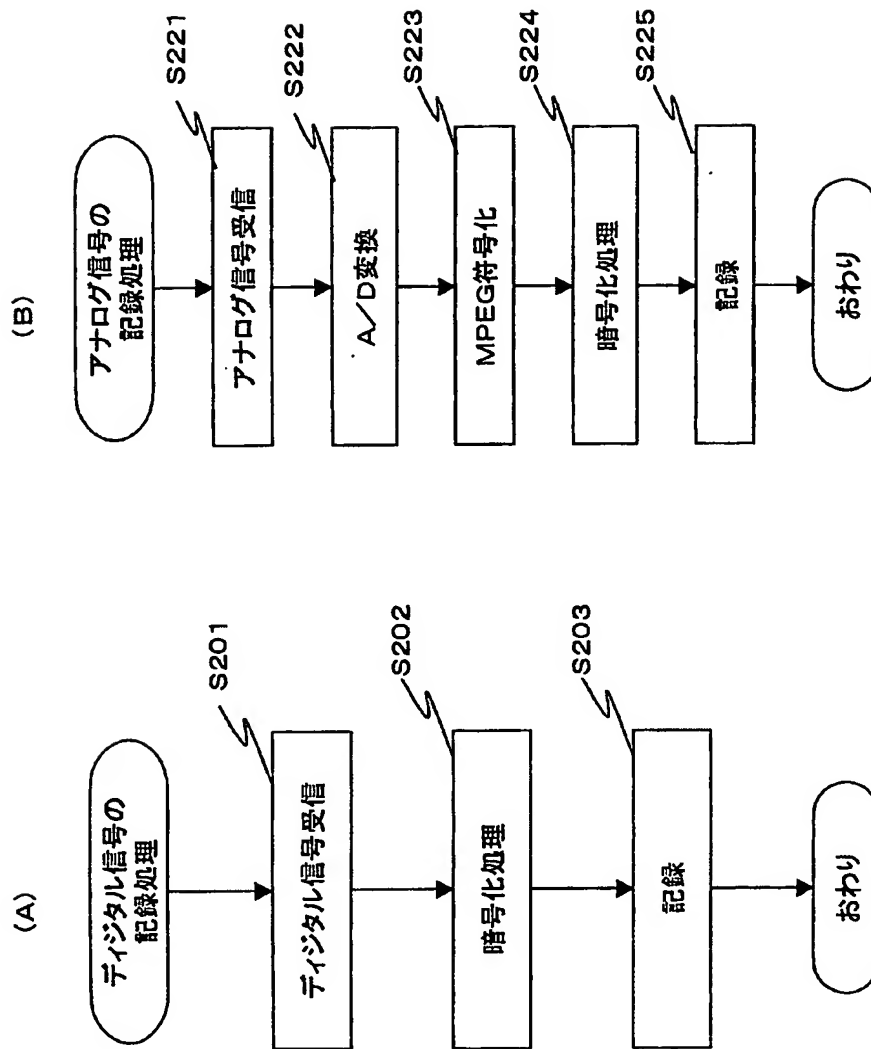 (A)
ディジタル信号の
記録処理
ディジタル信号受信
S201
暗号化処理
S202
記録
S203
おわり
(B)
アナログ信号の
記録処理
アナログ信号受信
S221
A/D変換
S222
MPEG符号化
S223
暗号化処理
S224
記録
S225
おわり